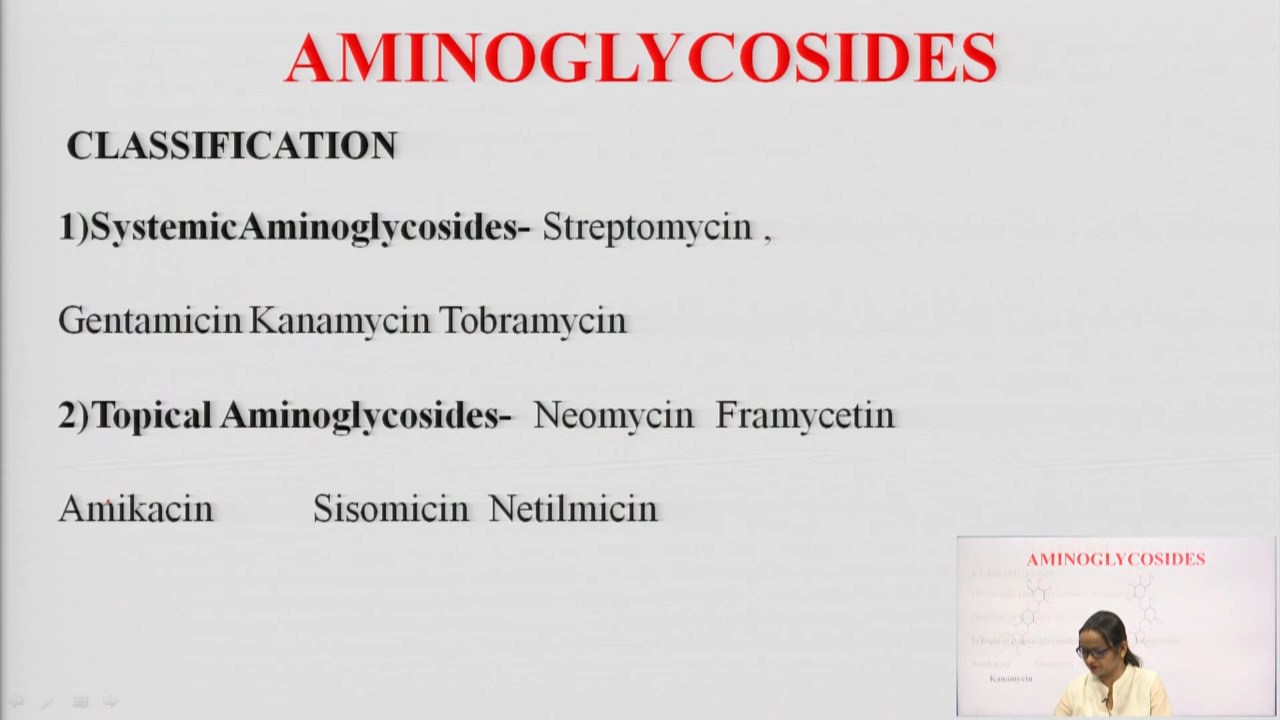 AMINOGLYCOSIDES
CLASSIFICATION
1)SystemicAminoglycosides- Streptomycin ,
Gentamicin Kanamycin Tobramycin
2)Topical Aminoglycosides- Neomycin Framycetin
Amikacin Sisomicin Netilmicin
AMINOGLYCOSIDES
Kanamycin